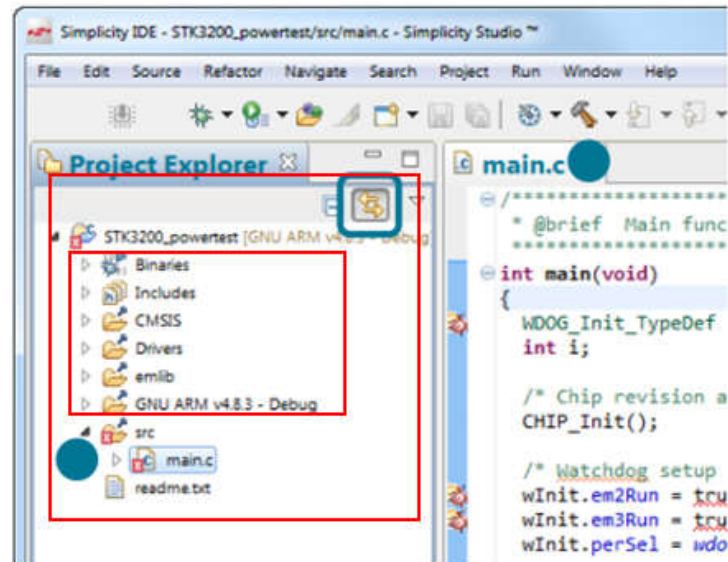 Simplicity IDE - STK3200_powertest/src/main.c - Simplicity Studio ™
File Edit Source Refactor Navigate Search Project Run Window Help
Project Explorer
main.c
STK3200_powertest [GNU ARM v4.8.3 - Debug
Binaries
Includes
CMSIS
Drivers
emlib
GNU ARM v4.8.3 - Debug
src
main.c
readme.txt
/********************
* @brief Main func
********************
int main(void)
{
WDOG_Init_TypeDef
int i;
/* Chip revision a
CHIP_Init();
/* Watchdog setup
wInit.em2Run = tru
wInit.em3Run = tru
wInit.perSel = wdo